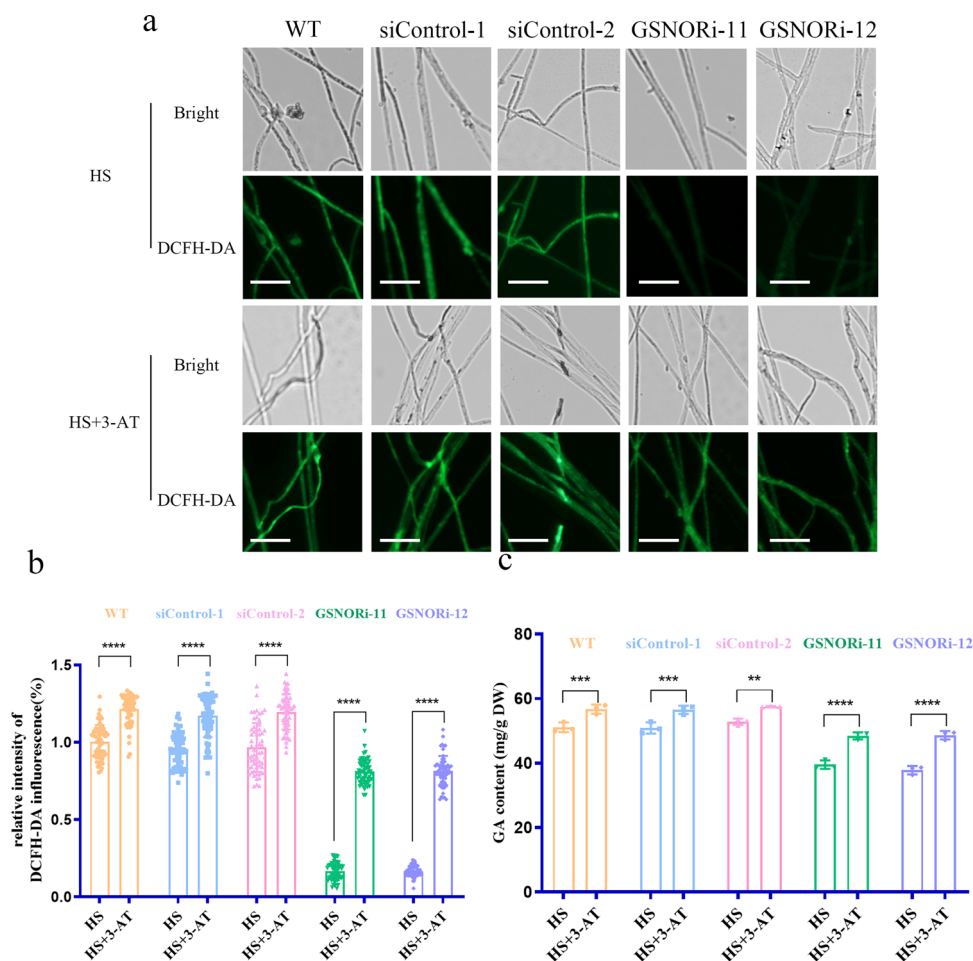 a
WT siControl-1 siControl-2 GSNORi-11 GSNORi-12
Bright
HS
DCFH-DA
Bright
HS+3-AT
DCFH-DA
b
WT siControl-1 siControl-2 GSNORi-11 GSNORi-12
**** **** **** **** ****
relative intensity of
DCFH-DA influorescence(%)
1.5
1.0
0.5
0.0
HS HS+3-AT HS HS+3-AT HS HS+3-AT HS HS+3-AT HS HS+3-AT
c
WT siControl-1 siControl-2 GSNORi-11 GSNORi-12
*** *** ** **** ****
GA content (mg/g DW)
80
60
40
20
0
HS HS+3-AT HS HS+3-AT HS HS+3-AT HS HS+3-AT HS HS+3-AT